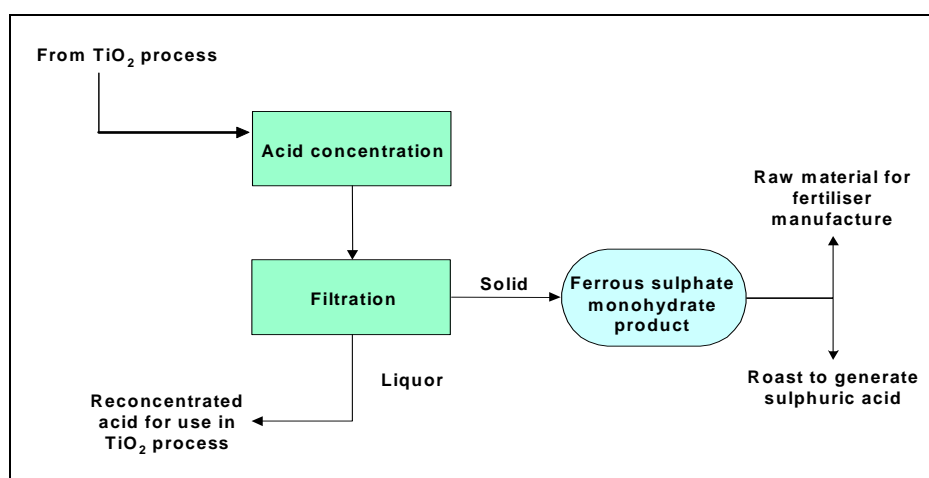 From TiO2 process
Acid concentration
Raw material for
fertiliser
manufacture
Filtration
Solid
Ferrous sulphate
monohydrate
product
Liquor
Roast to generate
sulphuric acid
Reconcentrated
acid for use in
TiO2 process